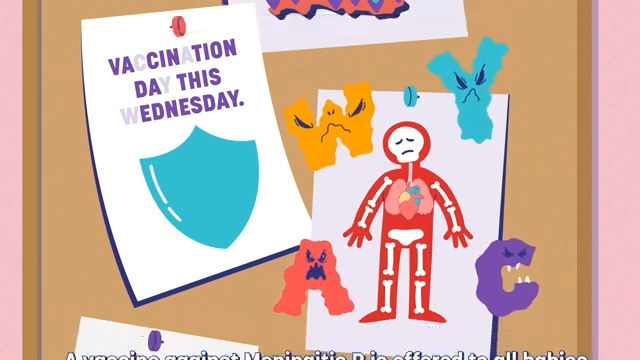 VACCINATION
DAY THIS
WEDNESDAY.
W
Y
A
C
A vaccine against Meningitis B is offered to all babies